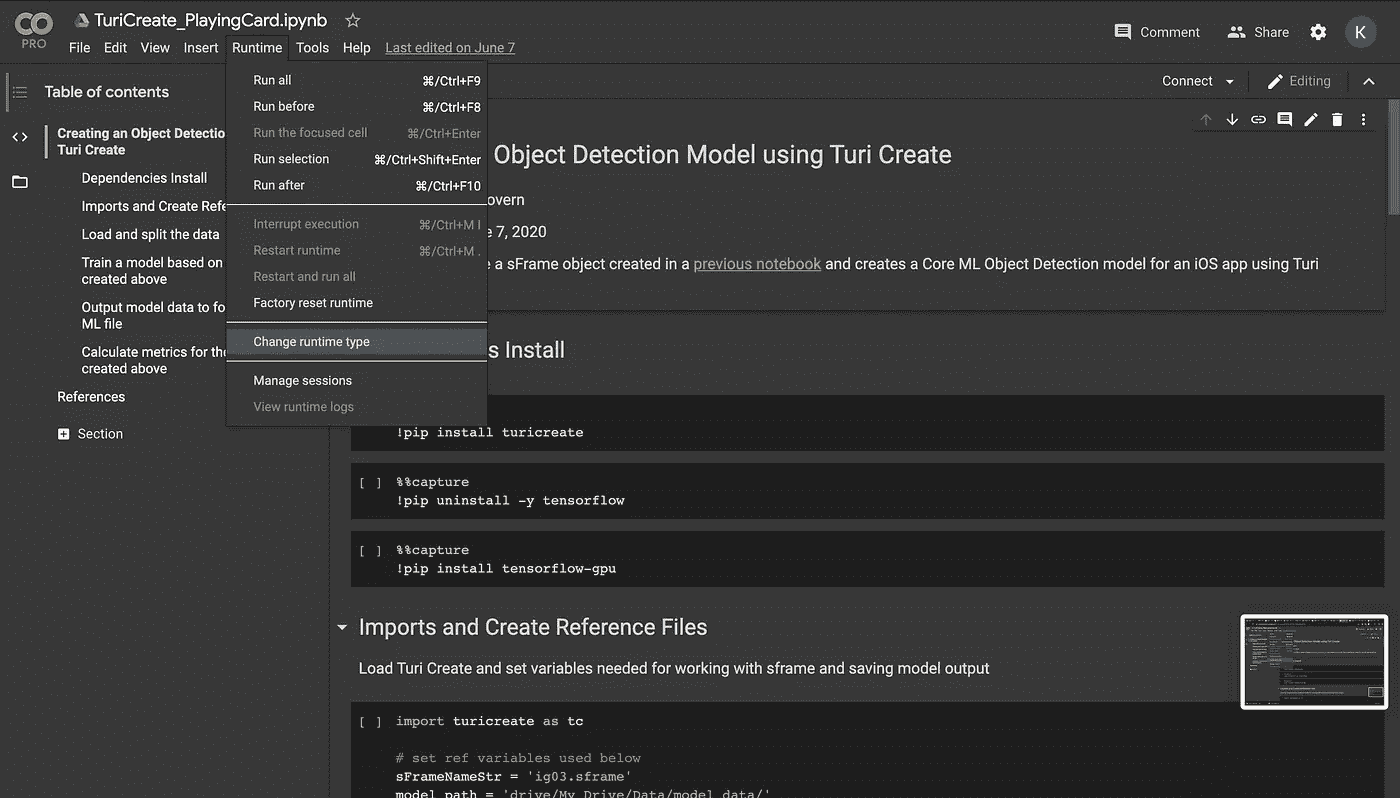 CO
PRO
TuriCreate_PlayingCard.ipynb
File Edit View Insert Runtime Tools Help Last edited on June 7
Comment Share K
Connect Editing
Table of contents
Creating an Object Detectio
Turi Create
Dependencies Install
Imports and Create Refe
Load and split the data
Train a model based on
created above
Output model data to fo
ML file
Calculate metrics for the
created above
References
Section
Run all ⌘/Ctrl+F9
Run before ⌘/Ctrl+F8
Run the focused cell ⌘/Ctrl+Enter
Run selection ⌘/Ctrl+Shift+Enter
Run after ⌘/Ctrl+F10
Interrupt execution ⌘/Ctrl+M I
Restart runtime ⌘/Ctrl+M .
Restart and run all
Factory reset runtime
Change runtime type
Manage sessions
View runtime logs
Object Detection Model using Turi Create
overn
e 7, 2020
e a sFrame object created in a previous notebook and creates a Core ML Object Detection model for an iOS app using Turi
s Install
!pip install turicreate
[ ] %%capture
!pip uninstall -y tensorflow
[ ] %%capture
!pip install tensorflow-gpu
Imports and Create Reference Files
Load Turi Create and set variables needed for working with sframe and saving model output
[ ] import turicreate as tc
# set ref variables used below
sFrameNameStr = 'ig03.sframe'
model_path = 'drive/My Drive/Data/model_data/'